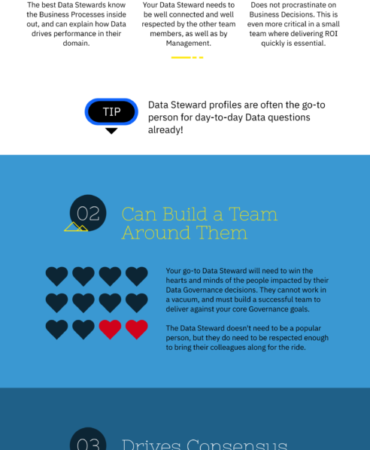 The best Data Stewards know
the Business Processes inside
out, and can explain how Data
drives performance in their
domain.
Your Data Steward needs to
be well connected and well
respected by the other team
members, as well as by
Management.
Does not procrastinate on
Business Decisions. This is
even more critical in a small
team where delivering ROI
quickly is essential.
TIP
Data Steward profiles are often the go-to
person for day-to-day Data questions
already!
02
Can Build a Team
Around Them
Your go-to Data Steward will need to win the
hearts and minds of the people impacted by their
Data Governance decisions. They cannot work in
a vacuum, and must build a successful team to
deliver against your core Governance goals.
The Data Steward doesn't need to be a popular
person, but they do need to be respected enough
to bring their colleagues along for the ride.
03
Drives Consensus